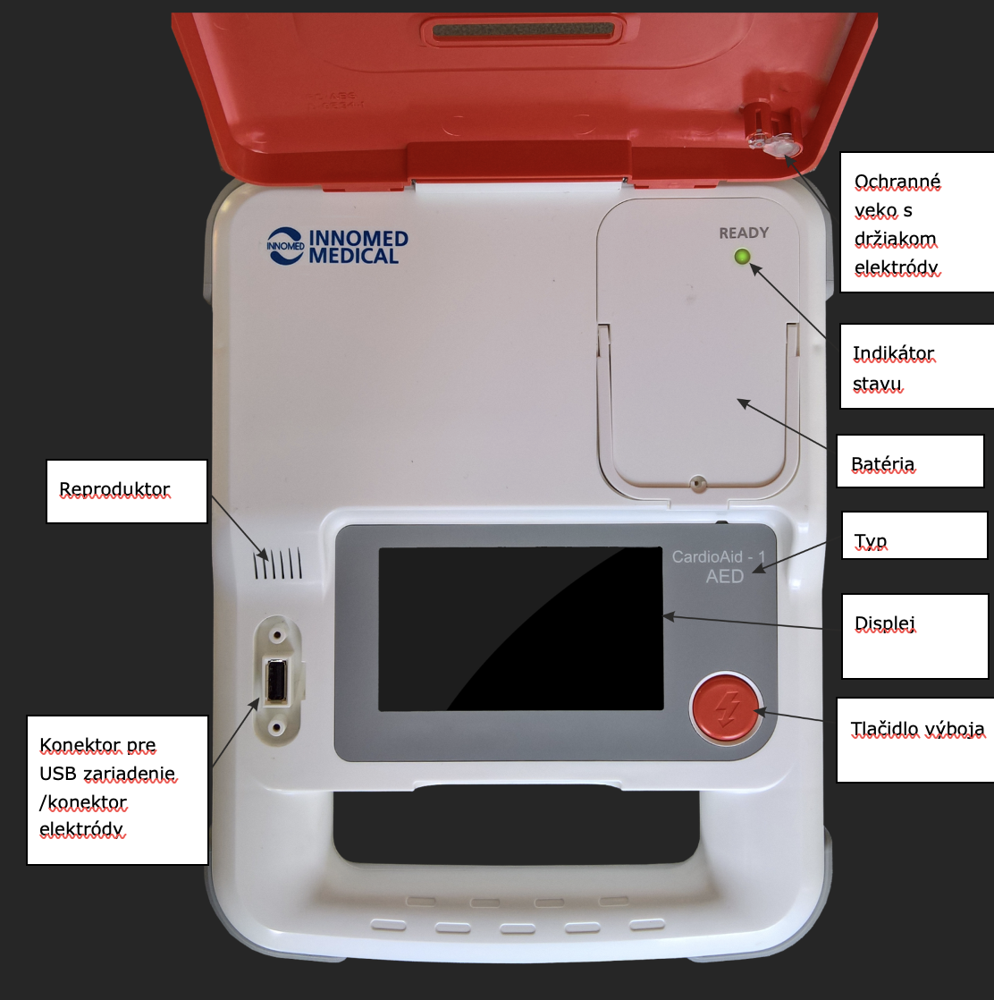 INNOMED
INNOMED
MEDICAL
READY
Ochranné
veko s
držiakom
elektródy
Indikátor
stavu
Batéria
Reproduktor
Typ
CardioAid - 1
AED
Displej
Tlačidlo výboja
Konektor pre
USB zariadenie
/konektor
elektródy